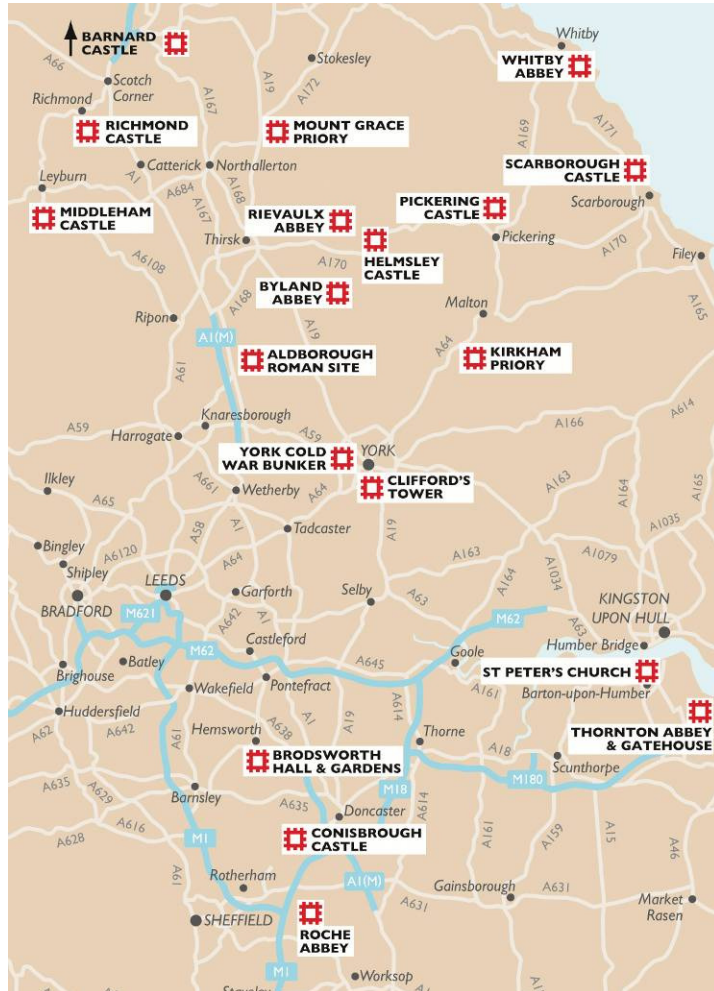 BARNARD
CASTLE
A66
Scotch
Corner
Richmond
RICHMOND
CASTLE
A167
A19
A172
Stokesley
MOUNT GRACE
PRIORY
Whitby
WHITBY
ABBEY
A169
A171
SCARBOROUGH
CASTLE
Scarborough
Leyburn
Catterick
A1
Northallerton
A684
A167
A168
MIDDLEHAM
CASTLE
RIEVAULX
ABBEY
PICKERING
CASTLE
Pickering
A170
Filey
Thirsk
A170
HELMSLEY
CASTLE
A6108
BYLAND
ABBEY
A168
Malton
A165
Ripon
A1(M)
A19
A64
ALDBOROUGH
ROMAN SITE
KIRKHAM
PRIORY
A61
Knaresborough
A59
Harrogate
A59
YORK
A166
A614
YORK COLD
WAR BUNKER
CLIFFORD'S
TOWER
Ilkley
A65
A661
Wetherby
A64
A163
A164
A165
A58
A1
Tadcaster
A19
A1035
Bingley
A6120
Shipley
A64
A163
A1079
LEEDS
Garforth
Selby
A63
A164
A1034
BRADFORD
M621
A642
A1
M62
A63
KINGSTON
UPON HULL
Castleford
M62
A645
Goole
Humber Bridge
Brighouse
Batley
Wakefield
Pontefract
A161
ST PETER'S CHURCH
Barton-upon-Humber
Huddersfield
A62
A642
A61
Hemsworth
A638
A1
A19
A614
Thorne
A18
Scunthorpe
THORNTON ABBEY
& GATEHOUSE
BRODSWORTH
HALL & GARDENS
M180
A635
A629
Barnsley
A635
Doncaster
M18
A614
A616
A628
M1
CONISBROUGH
CASTLE
A161
A159
A15
A46
A61
Rotherham
A1(M)
A631
Gainsborough
A631
Market
Rasen
SHEFFIELD
ROCHE
ABBEY
M1
Staveley
Worksop